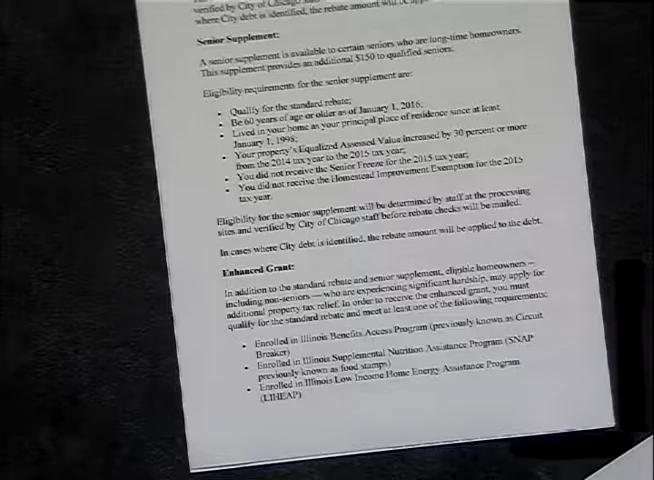 verified by City of Chicago
where City debt is identified, the rebate amount will be
Senior Supplement:
A senior supplement is available to certain seniors who are long-time homeowners.
This supplement provides an additional $150 to qualified seniors.
Eligibility requirements for the senior supplement are:
• Qualify for the standard rebate;
• Be 60 years of age or older as of January 1, 2016;
• Lived in your home as your principal place of residence since at least
January 1, 1998;
• Your property's Equalized Assessed Value increased by 30 percent or more
from the 2014 tax year to the 2015 tax year;
• You did not receive the Senior Freeze for the 2015 tax year;
• You did not receive the Homestead Improvement Exemption for the 2015
tax year.
Eligibility for the senior supplement will be determined by staff at the processing
sites and verified by City of Chicago staff before rebate checks will be mailed.
In cases where City debt is identified, the rebate amount will be applied to the debt.
Enhanced Grant:
In addition to the standard rebate and senior supplement, eligible homeowners –
including non-seniors — who are experiencing significant hardship, may apply for
additional property tax relief. In order to receive the enhanced grant, you must
qualify for the standard rebate and meet at least one of the following requirements:
• Enrolled in Illinois Benefits Access Program (previously known as Circuit
Breaker)
• Enrolled in Illinois Supplemental Nutrition Assistance Program (SNAP
previously known as food stamps)
• Enrolled in Illinois Low Income Home Energy Assistance Program
(LIHEAP)